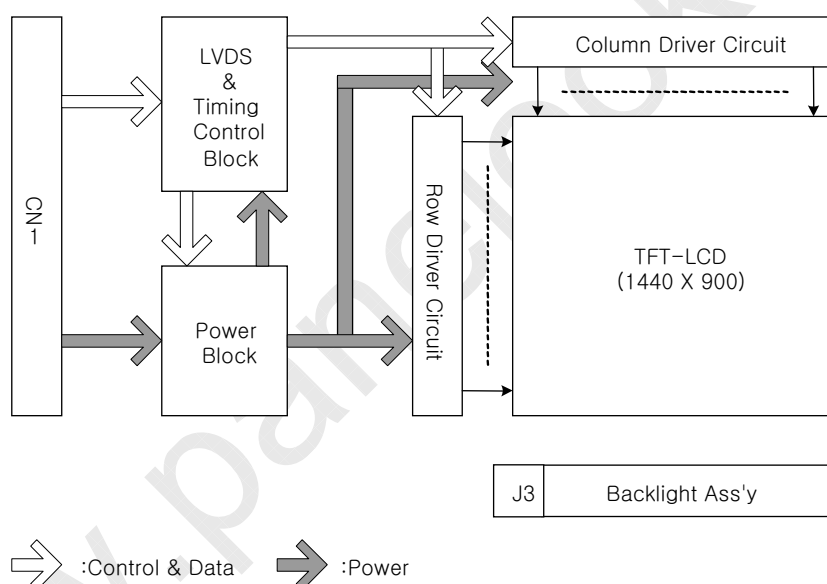 LVDS
&
Timing
Control
Block
Column Driver Circuit
CN1
Row Dirver Circuit
TFT-LCD
(1440 X 900)
Power
Block
J3
Backlight Ass'y
:Control & Data
:Power